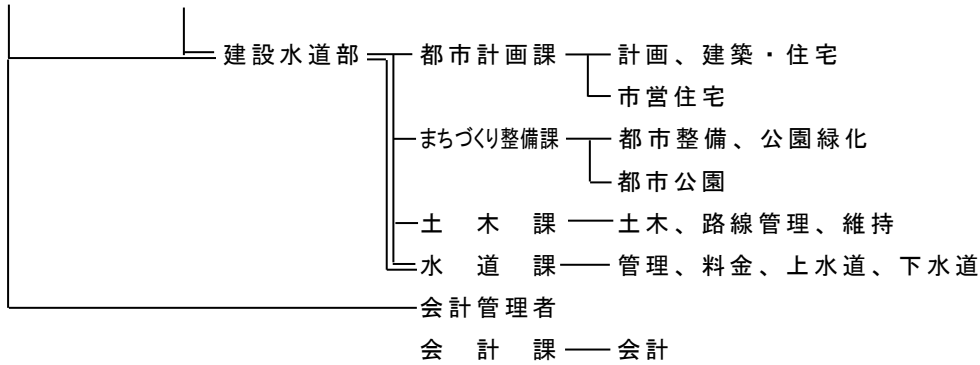 建設水道部 都市計画課 計画、建築・住宅
市営住宅
まちづくり整備課 都市整備、公園緑化
都市公園
土木課 土木、路線管理、維持
水道課 管理、料金、上水道、下水道
会計管理者
会計課 会計